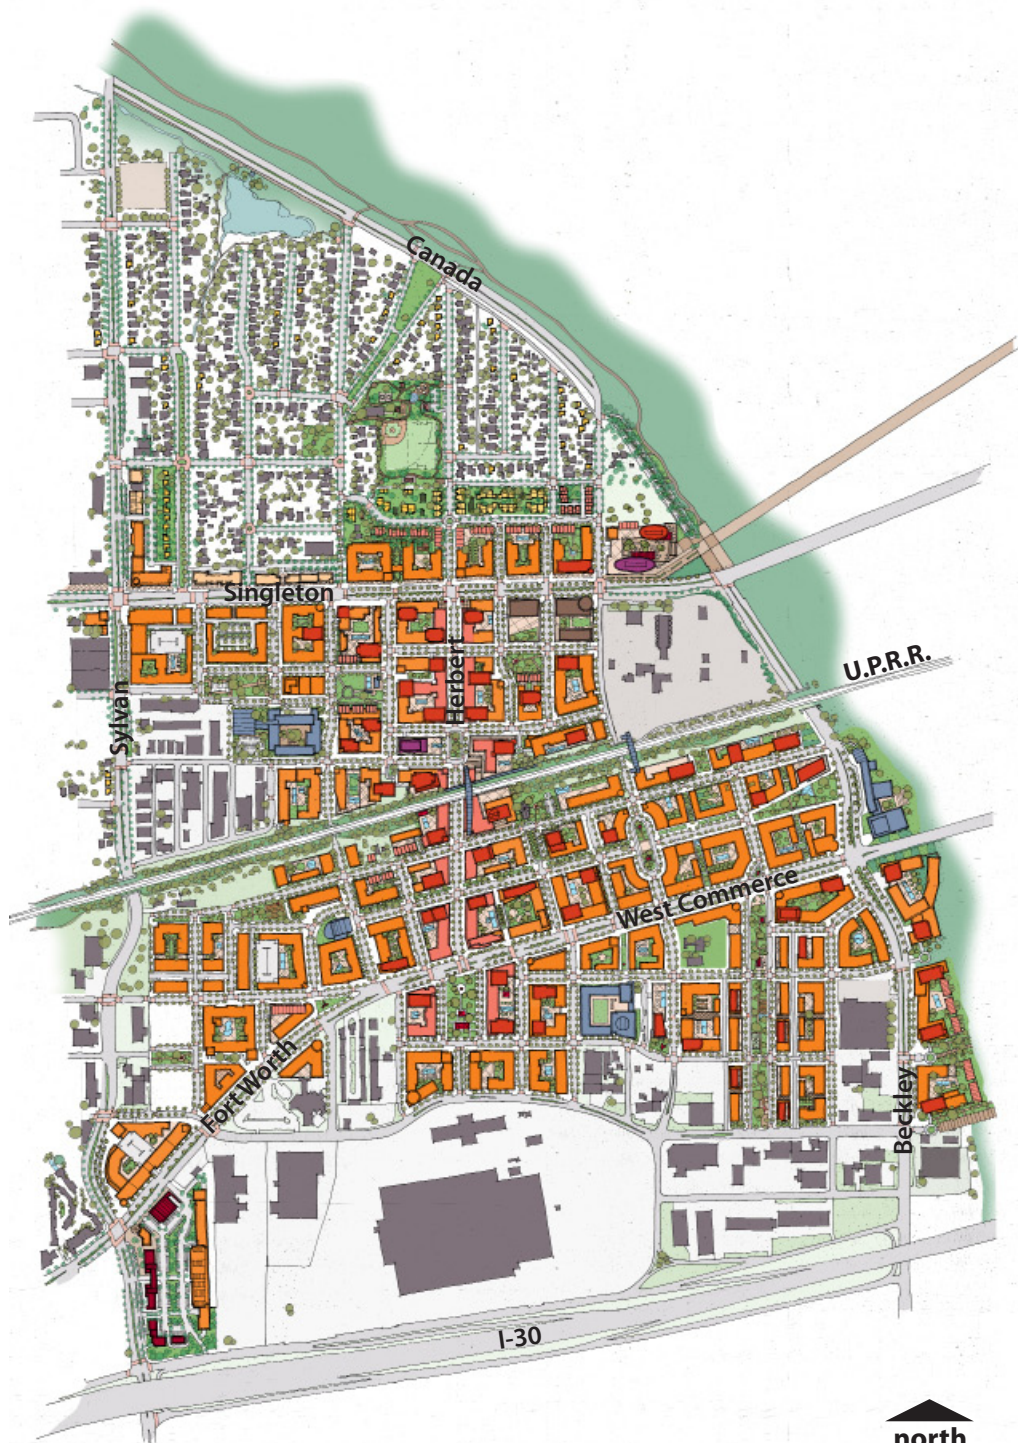 Canada
Singleton
Herbert
U.P.R.R.
Sylvan
West Commerce
Fort Worth
Beckley
I-30
north